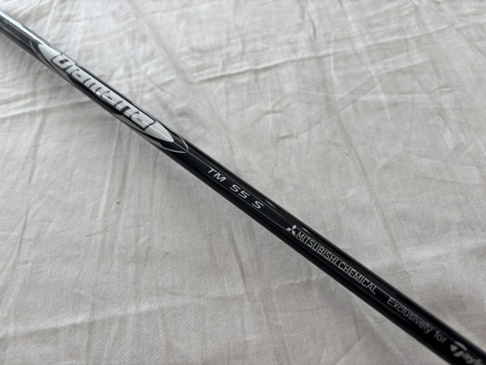 Diamana
TM 55 S
MITSUBISHI CHEMICAL
Exclusively for